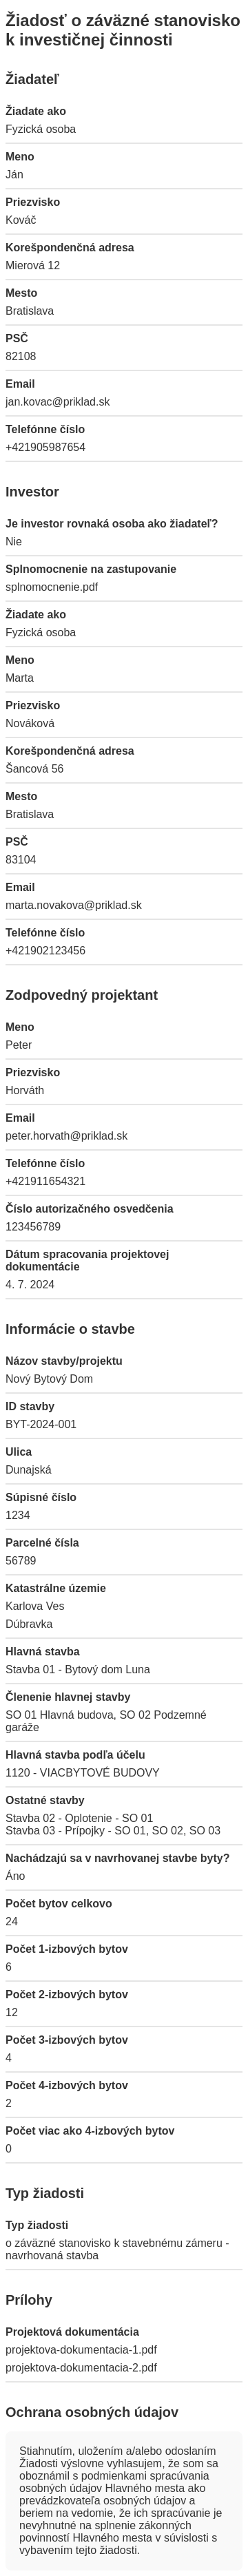 Žiadosť o záväzné stanovisko
k investičnej činnosti
Žiadateľ
Žiadate ako
Fyzická osoba
Meno
Ján
Priezvisko
Kováč
Korešpondenčná adresa
Mierová 12
Mesto
Bratislava
PSČ
82108
Email
jan.kovac@priklad.sk
Telefónne číslo
+421905987654
Investor
Je investor rovnaká osoba ako žiadateľ?
Nie
Splnomocnenie na zastupovanie
splnomocnenie.pdf
Žiadate ako
Fyzická osoba
Meno
Marta
Priezvisko
Nováková
Korešpondenčná adresa
Šancová 56
Mesto
Bratislava
PSČ
83104
Email
marta.novakova@priklad.sk
Telefónne číslo
+421902123456
Zodpovedný projektant
Meno
Peter
Priezvisko
Horváth
Email
peter.horvath@priklad.sk
Telefónne číslo
+421911654321
Číslo autorizačného osvedčenia
123456789
Dátum spracovania projektovej
dokumentácie
4. 7. 2024
Informácie o stavbe
Názov stavby/projektu
Nový Bytový Dom
ID stavby
BYT-2024-001
Ulica
Dunajská
Súpisné číslo
1234
Parcelné čísla
56789
Katastrálne územie
Karlova Ves
Dúbravka
Hlavná stavba
Stavba 01 - Bytový dom Luna
Členenie hlavnej stavby
SO 01 Hlavná budova, SO 02 Podzemné
garáže
Hlavná stavba podľa účelu
1120 - VIACBYTOVÉ BUDOVY
Ostatné stavby
Stavba 02 - Oplotenie - SO 01
Stavba 03 - Prípojky - SO 01, SO 02, SO 03
Nachádzajú sa v navrhovanej stavbe byty?
Áno
Počet bytov celkovo
24
Počet 1-izbových bytov
6
Počet 2-izbových bytov
12
Počet 3-izbových bytov
4
Počet 4-izbových bytov
2
Počet viac ako 4-izbových bytov
0
Typ žiadosti
Typ žiadosti
o záväzné stanovisko k stavebnému zámeru -
navrhovaná stavba
Prílohy
Projektová dokumentácia
projektova-dokumentacia-1.pdf
projektova-dokumentacia-2.pdf
Ochrana osobných údajov
Stiahnutím, uložením a/alebo odoslaním
Žiadosti výslovne vyhlasujem, že som sa
oboznámil s podmienkami spracúvania
osobných údajov Hlavného mesta ako
prevádzkovateľa osobných údajov a
beriem na vedomie, že ich spracúvanie je
nevyhnutné na splnenie zákonných
povinností Hlavného mesta v súvislosti s
vybavením tejto žiadosti.